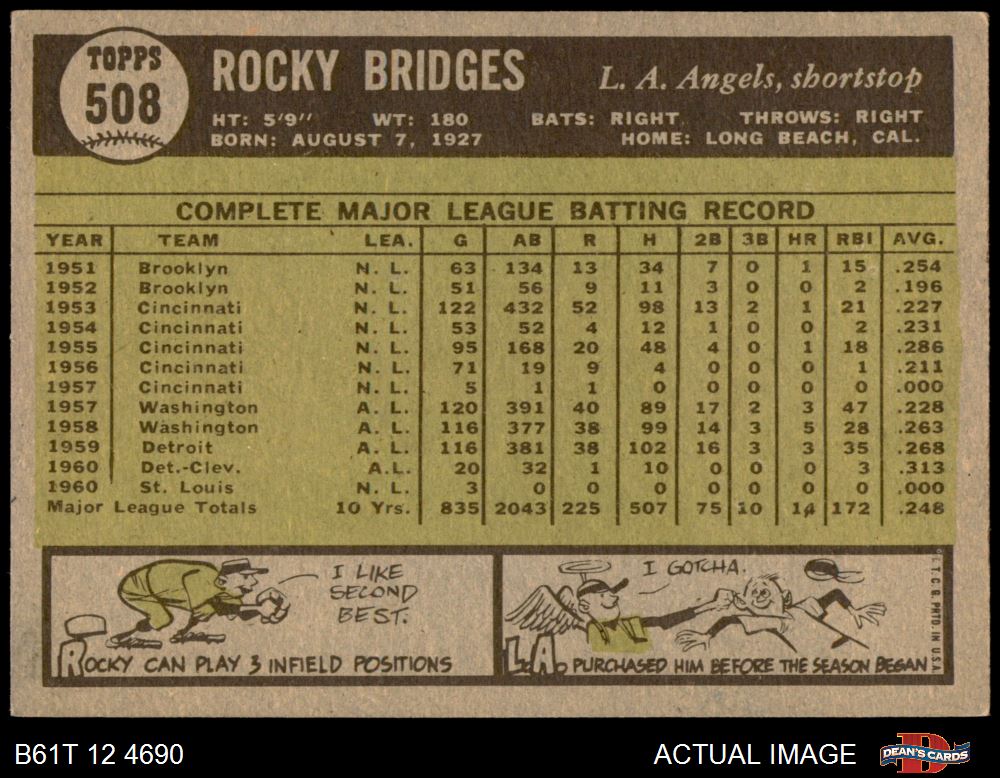 TOPPS
508
ROCKY BRIDGES
L. A. Angels, shortstop
HT: 5'9" WT: 180 BATS: RIGHT THROWS: RIGHT
BORN: AUGUST 7, 1927 HOME: LONG BEACH, CAL.
COMPLETE MAJOR LEAGUE BATTING RECORD
YEAR TEAM LEA. G AB R H 2B 3B HR RBI AVG.
1951 Brooklyn N. L. 63 134 13 34 7 0 1 15 .254
1952 Brooklyn N. L. 51 56 9 11 3 0 0 2 .196
1953 Cincinnati N. L. 122 432 52 98 13 2 1 21 .227
1954 Cincinnati N. L. 53 52 4 12 1 0 0 2 .231
1955 Cincinnati N. L. 95 168 20 48 4 0 1 18 .286
1956 Cincinnati N. L. 71 19 9 4 0 0 0 1 .211
1957 Cincinnati N. L. 5 1 1 0 0 0 0 0 .000
1957 Washington A. L. 120 391 40 89 17 2 3 47 .228
1958 Washington A. L. 116 377 38 99 14 3 5 28 .263
1959 Detroit A. L. 116 381 38 102 16 3 3 35 .268
1960 Det.-Clev. A.L. 20 32 1 10 0 0 0 3 .313
1960 St. Louis N. L. 3 0 0 0 0 0 0 0 .000
Major League Totals 10 Yrs. 835 2043 225 507 75 10 14 172 .248
I LIKE
SECOND
BEST.
ROCKY CAN PLAY 3 INFIELD POSITIONS
I GOTCHA.
L.A. PURCHASED HIM BEFORE THE SEASON BEGAN
©T. C. G. PRTD. IN U.S.A.
B61T 12 4690
ACTUAL IMAGE
DEAN'S CARDS